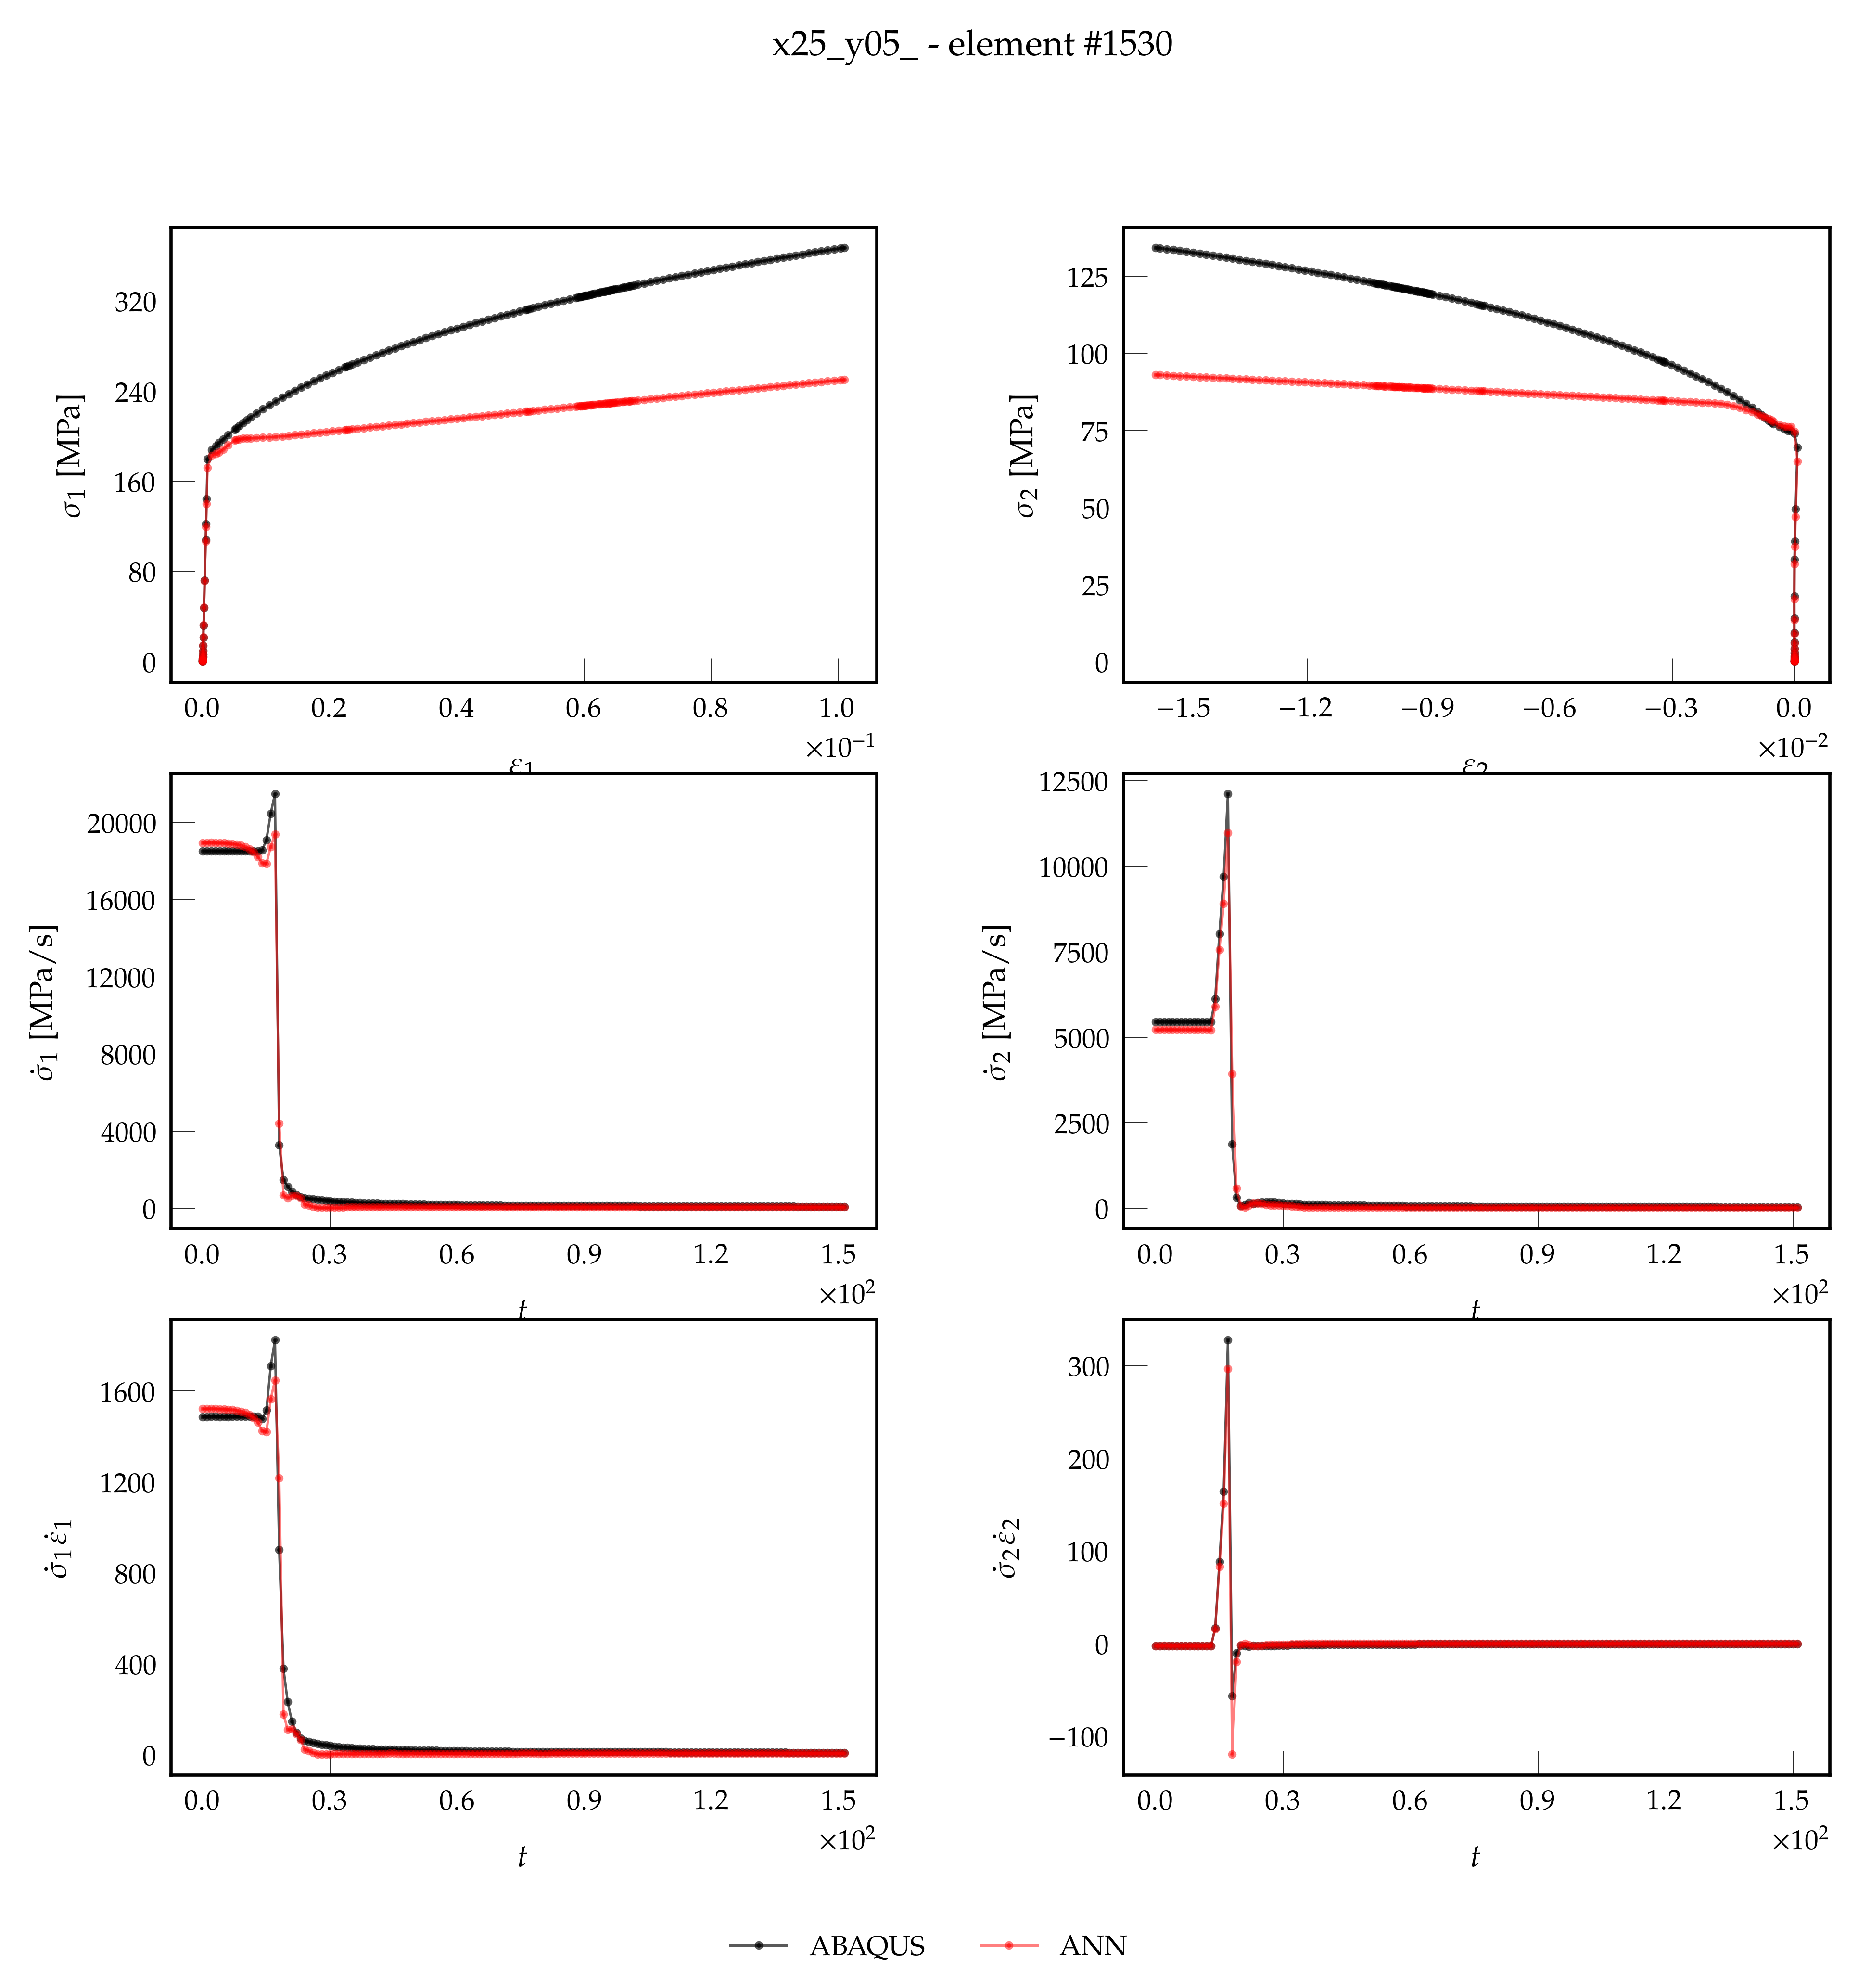 x25_y05_ - element #1530
σ1 [MPa]
320
240
160
80
0
0.0 0.2 0.4 0.6 0.8 1.0
×10−1
ε1
σ2 [MPa]
125
100
75
50
25
0
−1.5 −1.2 −0.9 −0.6 −0.3 0.0
×10−2
ε2
σ̇1 [MPa/s]
20000
16000
12000
8000
4000
0
0.0 0.3 0.6 0.9 1.2 1.5
×102
t
σ̇2 [MPa/s]
12500
10000
7500
5000
2500
0
0.0 0.3 0.6 0.9 1.2 1.5
×102
t
σ̇1ε̇1
1600
1200
800
400
0
0.0 0.3 0.6 0.9 1.2 1.5
×102
t
σ̇2ε̇2
300
200
100
0
−100
0.0 0.3 0.6 0.9 1.2 1.5
×102
t
ABAQUS ANN